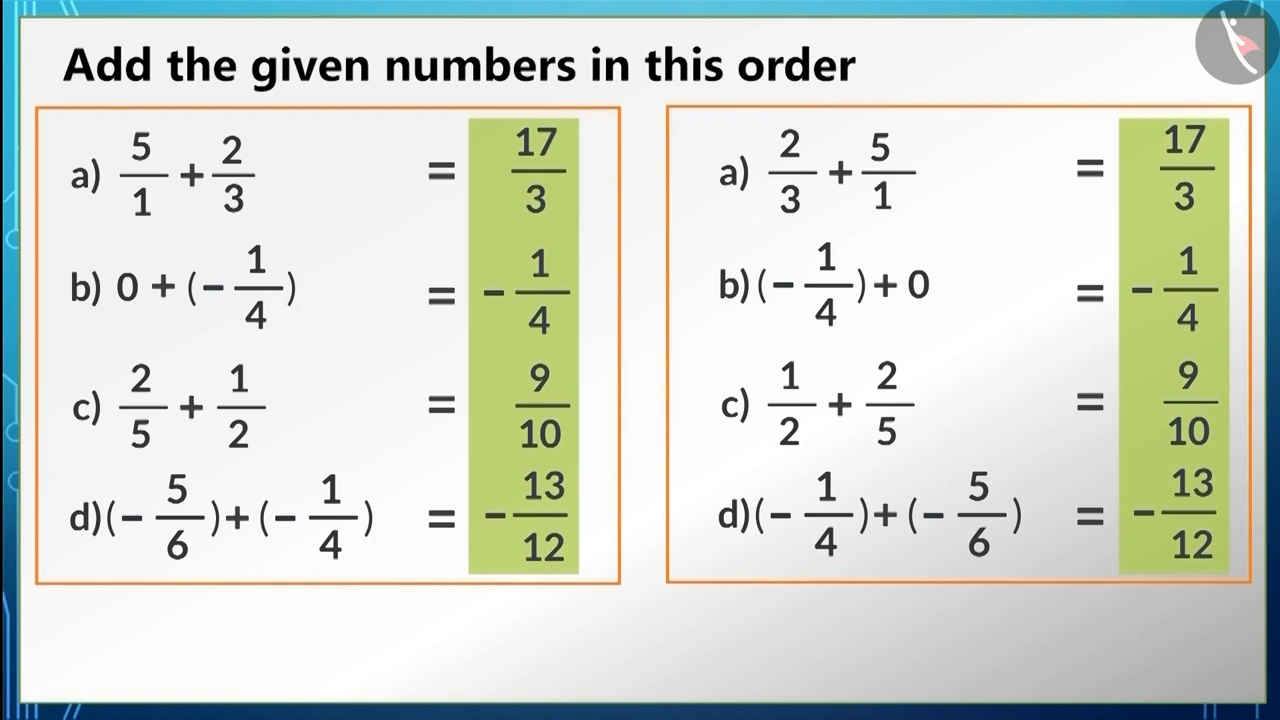 Add the given numbers in this order
a) 5/1 + 2/3 = 17/3
b) 0 + (- 1/4) = - 1/4
c) 2/5 + 1/2 = 9/10
d)(- 5/6)+(- 1/4) = - 13/12
a) 2/3 + 5/1 = 17/3
b)(- 1/4)+ 0 = - 1/4
c) 1/2 + 2/5 = 9/10
d)(- 1/4)+(- 5/6) = - 13/12